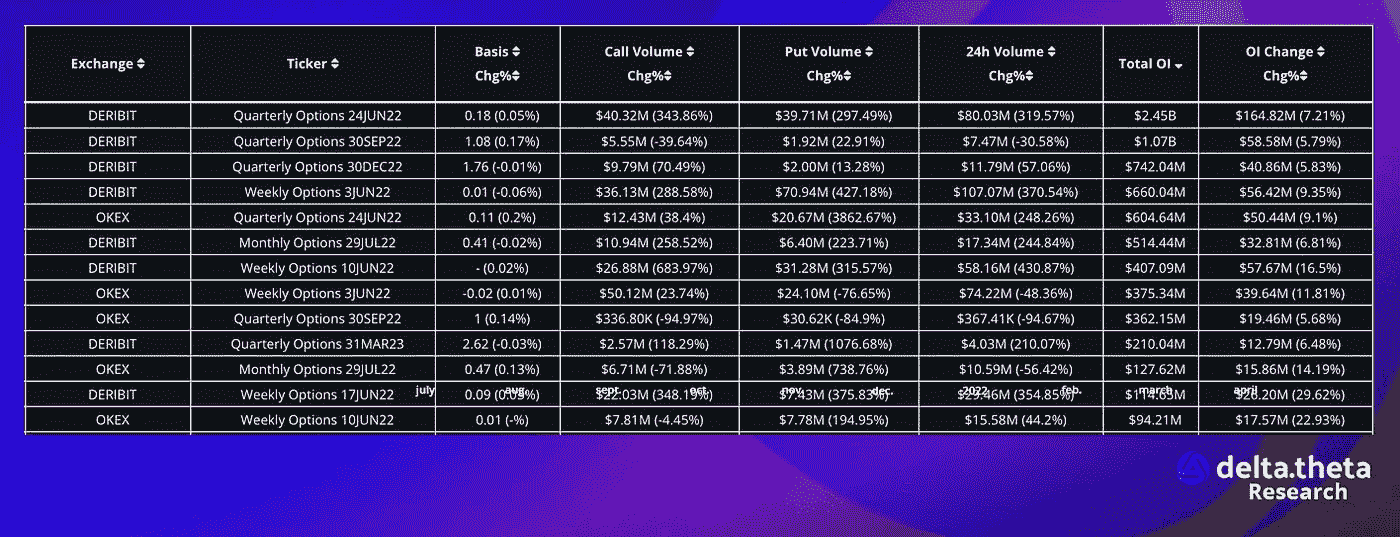 Exchange Ticker Basis Chg% Call Volume Chg% Put Volume Chg% 24h Volume Chg% Total OI OI Change Chg%
DERIBIT Quarterly Options 24JUN22 0.18 (0.05%) $40.32M (343.86%) $39.71M (297.49%) $80.03M (319.57%) $2.45B $164.82M (7.21%)
DERIBIT Quarterly Options 30SEP22 1.08 (0.17%) $5.55M (-39.64%) $1.92M (22.91%) $7.47M (-30.58%) $1.07B $58.58M (5.79%)
DERIBIT Quarterly Options 30DEC22 1.76 (-0.01%) $9.79M (70.49%) $2.00M (13.28%) $11.79M (57.06%) $742.04M $40.86M (5.83%)
DERIBIT Weekly Options 3JUN22 0.01 (-0.06%) $36.13M (288.58%) $70.94M (427.18%) $107.07M (370.54%) $660.04M $56.42M (9.35%)
OKEX Quarterly Options 24JUN22 0.11 (0.2%) $12.43M (38.4%) $20.67M (3862.67%) $33.10M (248.26%) $604.64M $50.44M (9.1%)
DERIBIT Monthly Options 29JUL22 0.41 (-0.02%) $10.94M (258.52%) $6.40M (223.71%) $17.34M (244.84%) $514.44M $32.81M (6.81%)
DERIBIT Weekly Options 10JUN22 - (0.02%) $26.88M (683.97%) $31.28M (315.57%) $58.16M (430.87%) $407.09M $57.67M (16.5%)
OKEX Weekly Options 3JUN22 -0.02 (0.01%) $50.12M (23.74%) $24.10M (-76.65%) $74.22M (-48.36%) $375.34M $39.64M (11.81%)
OKEX Quarterly Options 30SEP22 1 (0.14%) $336.80K (-94.97%) $30.62K (-84.9%) $367.41K (-94.67%) $362.15M $19.46M (5.68%)
DERIBIT Quarterly Options 31MAR23 2.62 (-0.03%) $2.57M (118.29%) $1.47M (1076.68%) $4.03M (210.07%) $210.04M $12.79M (6.48%)
OKEX Monthly Options 29JUL22 0.47 (0.13%) $6.71M (-71.88%) $3.89M (738.76%) $10.59M (-56.42%) $127.62M $15.86M (14.19%)
july aug. sept. oct. nov. dec. 2022 feb. march april
DERIBIT Weekly Options 17JUN22 0.09 $22.03M $7.43M (354.85%) (29.62%)
OKEX Weekly Options 10JUN22 0.01 (-%) $7.81M (-4.45%) $7.78M (194.95%) $15.58M (44.2%) $94.21M $17.57M (22.93%)
delta.theta
Research